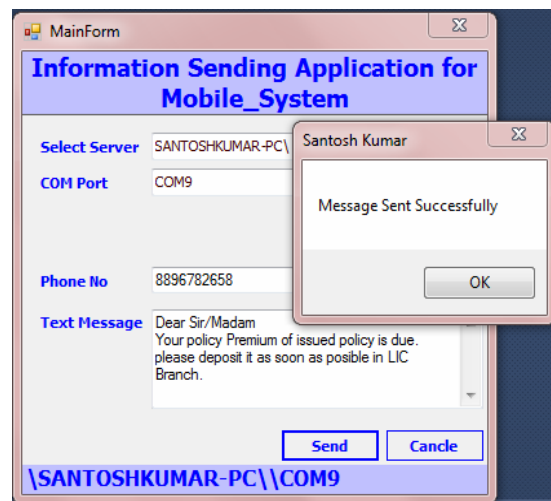 MainForm
Information Sending Application for
Mobile_System
Select Server SANTOSHKUMAR-PC\
COM Port COM9
Santosh Kumar
Message Sent Successfully
OK
Phone No 8896782658
Text Message Dear Sir/Madam
Your policy Premium of issued policy is due.
please deposit it as soon as posible in LIC
Branch.
Send Cancle
\SANTOSHKUMAR-PC\\COM9